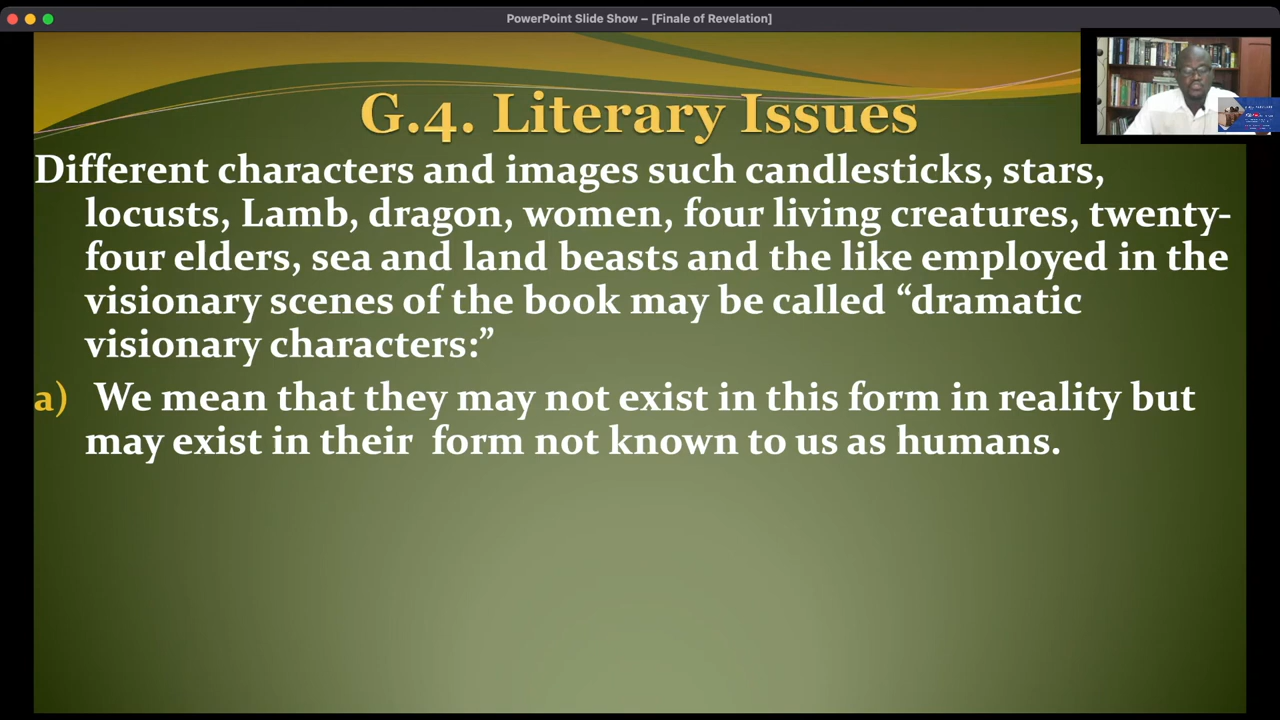 PowerPoint Slide Show – [Finale of Revelation]
G.4. Literary Issues
Different characters and images such candlesticks, stars,
locusts, Lamb, dragon, women, four living creatures, twenty-
four elders, sea and land beasts and the like employed in the
visionary scenes of the book may be called “dramatic
visionary characters:”
a) We mean that they may not exist in this form in reality but
may exist in their form not known to us as humans.